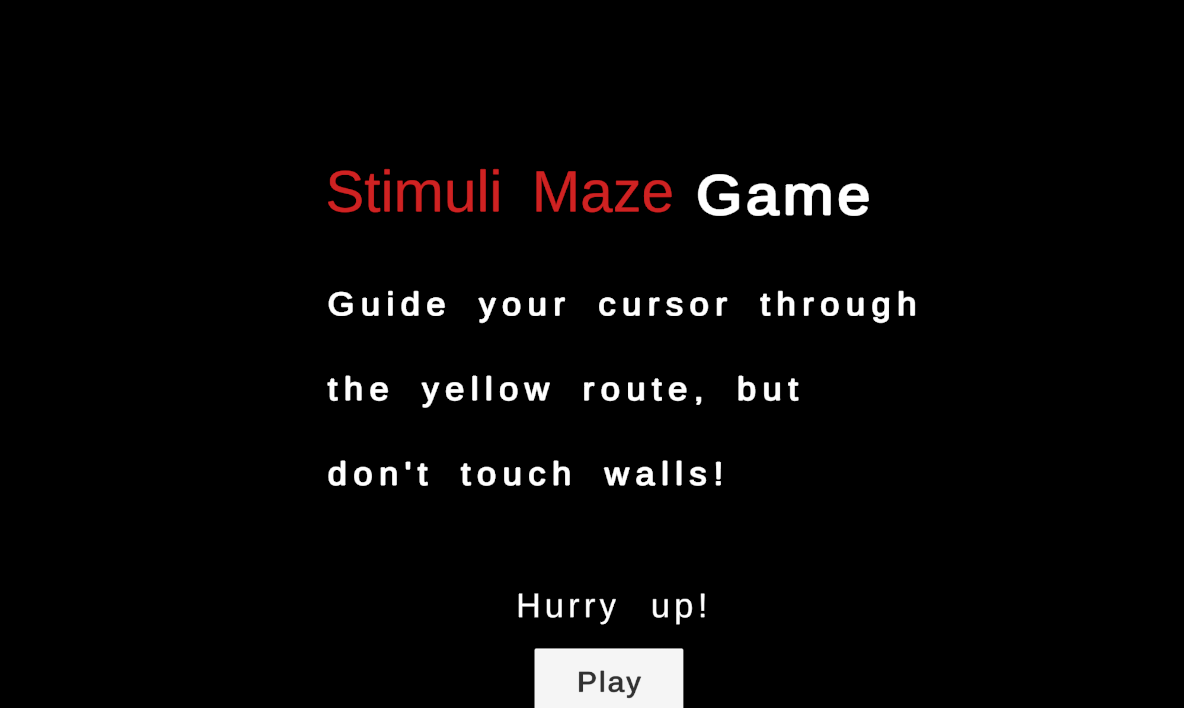 Stimuli Maze Game
Guide your cursor through
the yellow route, but
don't touch walls!
Hurry up!
Play